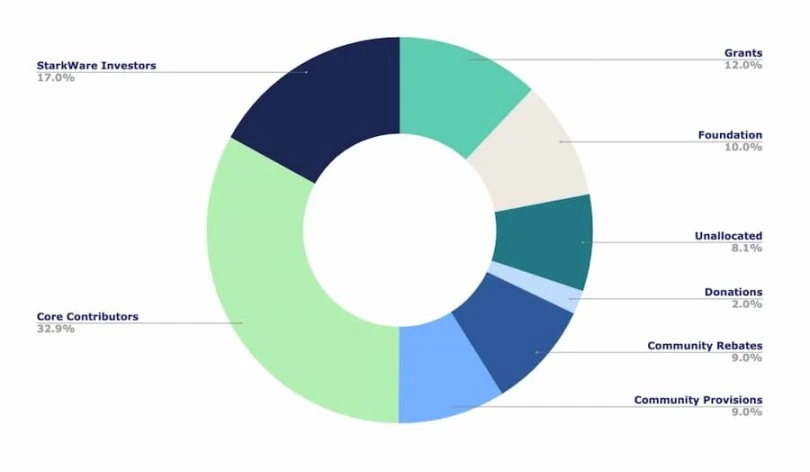 StarkWare Investors
17.0%
Core Contributors
32.9%
Grants
12.0%
Foundation
10.0%
Unallocated
8.1%
Donations
2.0%
Community Rebates
9.0%
Community Provisions
9.0%